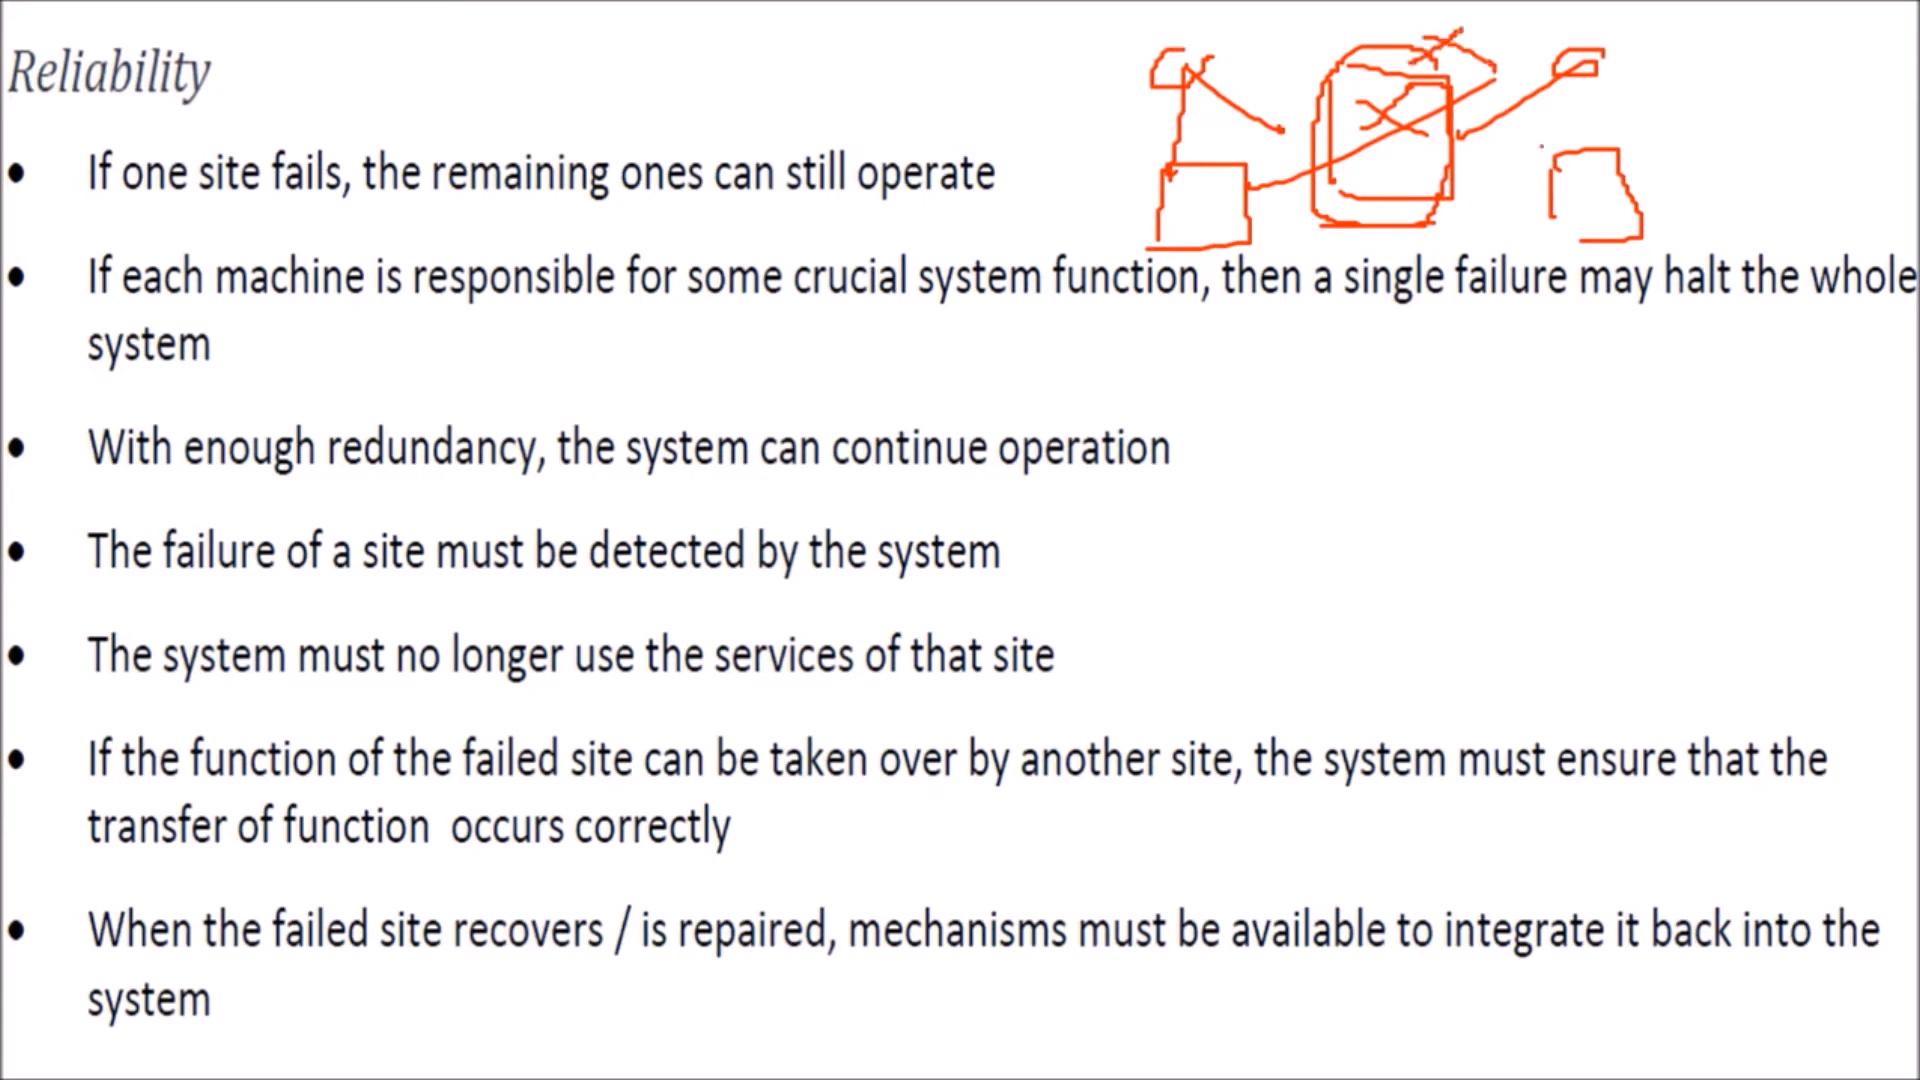 Reliability
• If one site fails, the remaining ones can still operate
• If each machine is responsible for some crucial system function, then a single failure may halt the whole
system
• With enough redundancy, the system can continue operation
• The failure of a site must be detected by the system
• The system must no longer use the services of that site
• If the function of the failed site can be taken over by another site, the system must ensure that the
transfer of function occurs correctly
• When the failed site recovers / is repaired, mechanisms must be available to integrate it back into the
system